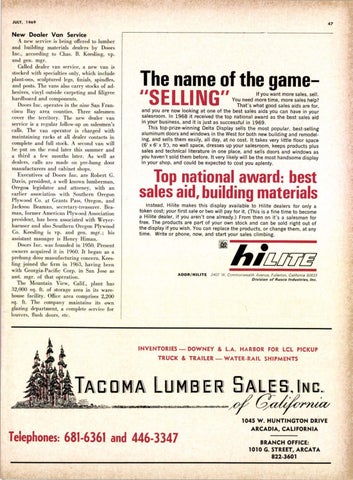 JULY, 1969
47
New Dealer Van Service
A new service is being offered to lumber
and building materials dealers by Doors
Inc., according to Chas. B. Keesling, vp.
and gen. mgr.
Called dealer van service, a new van is
stocked with specialties only, which include
plant-ons, sculptured legs, finials, spindles,
and posts. The vans also carry stocks of ad-
hesives, vinyl outside carpeting and filigree
hardboard and components.
Doors Inc. operates in the nine San Fran-
cisco Bay area counties. Three salesmen
cover the territory. The new dealer van
service is a regular follow-up on salesmen's
calls. The van operator is charged with
maintaining racks at all dealer contacts in
complete and full stock. A second van will
be put on the road later this summer and
a third a few months later. As well as
dealers, calls are made on pre-hung door
manufacturers and cabinet shops.
Executives of Doors Inc. are Robert G.
Davis, president, a well known lumberman,
Oregon legislator and attorney, with an
earlier association with Southern Oregon
Plywood Co. at Grants Pass, Oregon, and
Leeland Beaman, secretary-treasurer. Bea-
man, former American Plywood Association
president, has been associated with Weyer-
haeuser and also Southern Oregon Plywood
Co. Keesling is vp. and gen. mgr.; his
assistant manager is Henry Himan.
Doors Inc. was founded in 1950. Present
owners acquired it in 1960. It began as a
prehung door manufacturing concern. Kees-
ling joined the firm in 1963, having been
with Georgia-Pacific Corp. in San Jose as
asst. mgr. of that operation.
The Mountain View, Calif., plant has
32,000 sq. ft. of storage area in its ware-
house facility. Office area comprises 2,200
sq. ft. The company maintains its own
glazing department, a complete service for
louvers, flush doors, etc.
The name of the game—
"SELLING"
If you want more sales, sell.
You need more time, more sales help?
That's what good sales aids are for,
and you are now looking at one of the best sales aids you can have in your
salesroom. In 1968 it received the top national award as the best sales aid
in your business, and it is just as successful in 1969.
This top-prize-winning Delta Display sells the most popular, best-selling
aluminum doors and windows in the West for both new building and remodel-
ing, and sells them easily, all day, at no cost. It takes very little floor space
(6' x 6' x 5'), no wall space, dresses up your salesroom, keeps products plus
sales and technical literature in one place, and sells doors and windows as
you haven't sold them before. It very likely will be the most handsome display
in your shop, and could be expected to cost you aplenty.
Top national award: best
sales aid, building materials
Instead, Hilite makes this display available to Hilite dealers for only a
token cost; your first sale or two will pay for it. (This is a fine time to become
a Hilite dealer, if you aren't one already.) From then on it's a salesman for
free. The products are part of your own stock and can be sold right out of
the display if you wish. You can replace the products, or change them, at any
time. Write or phone, now, and start your sales climbing.
hiLITE
ADDOR/HILITE 2401 W. Commonwealth Avenue, Fullerton, California 92633
Division of Rusco Industries, Inc.
INVENTORIES — DOWNEY & L.A. HARBOR FOR LCL PICKUP
TRUCK & TRAILER — WATER-RAIL SHIPMENTS
TACOMA LUMBER SALES, INC.
of California
Telephones: 681-6361 and 446-3347
1045 W. HUNTINGTON DRIVE
ARCADIA, CALIFORNIA
BRANCH OFFICE:
1010 G. STREET, ARCATA
822-3601